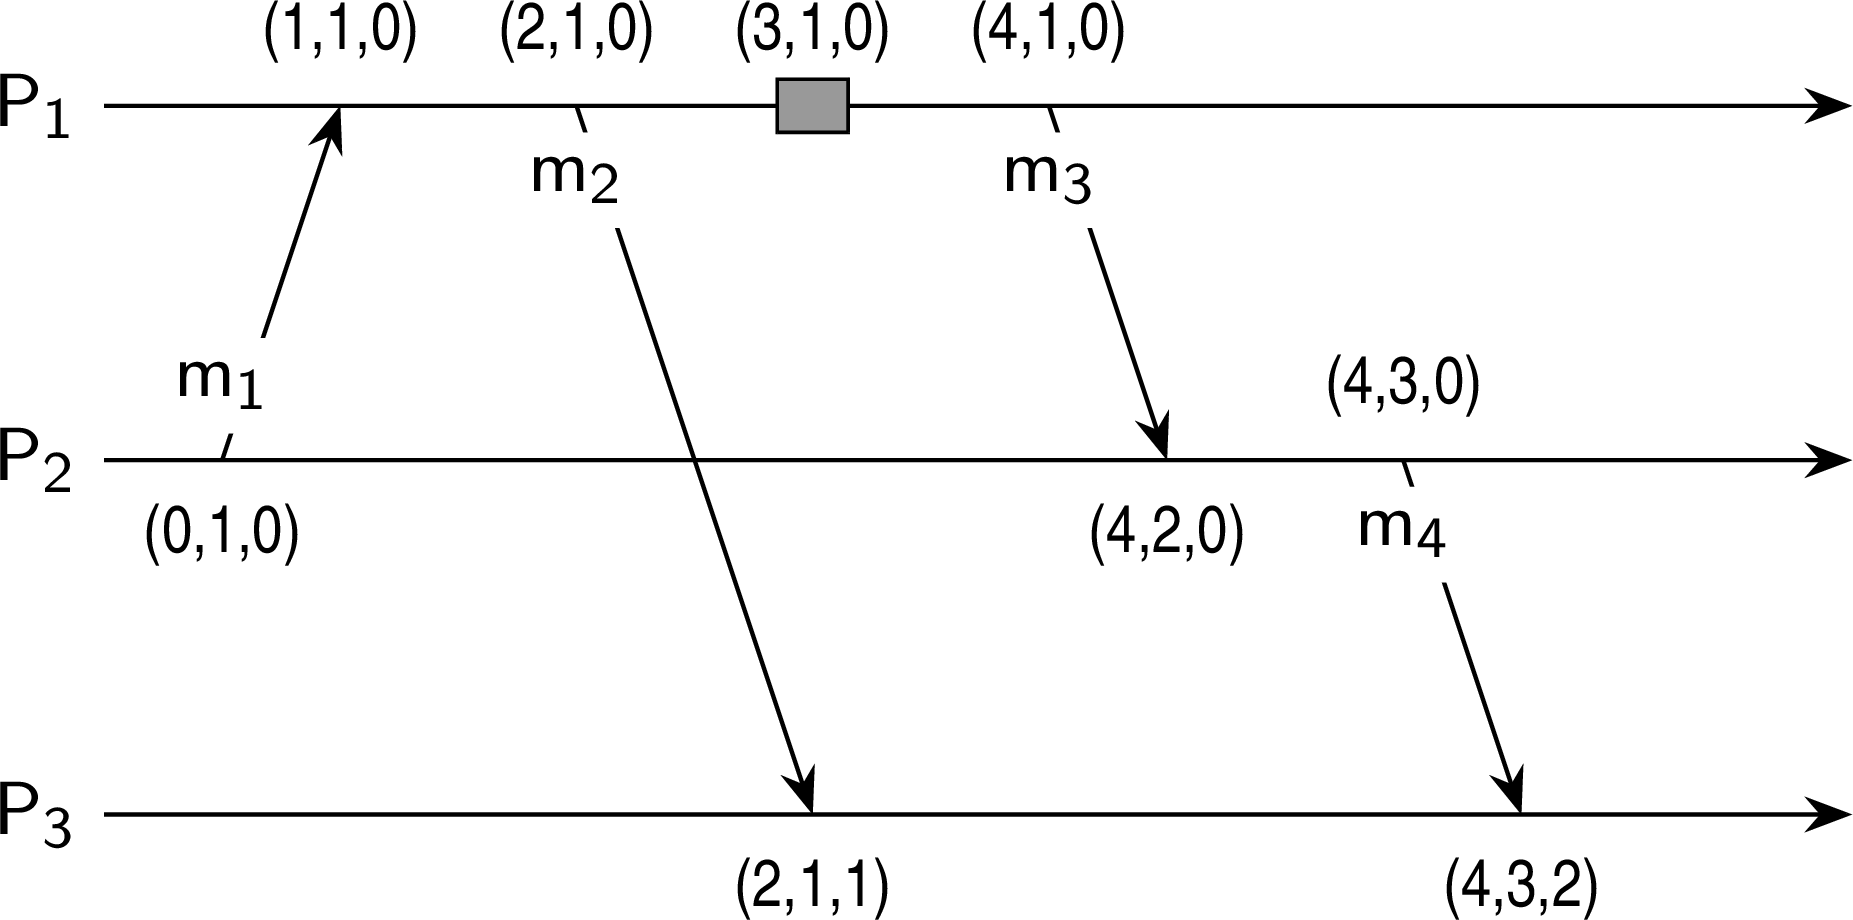 (1,1,0) (2,1,0) (3,1,0) (4,1,0)
P1
m2 m3
m1 (4,3,0)
P2
(0,1,0) (4,2,0) m4
P3
(2,1,1) (4,3,2)